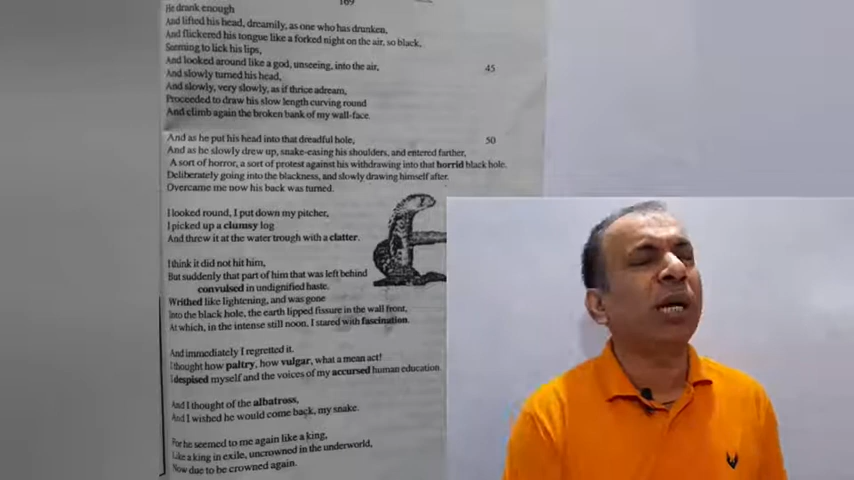 169
He drank enough
And lifted his head, dreamily, as one who has drunken,
And flickered his tongue like a forked night on the air, so black,
Seeming to lick his lips,
And looked around like a god, unseeing, into the air, 45
And slowly turned his head,
And slowly, very slowly, as if thrice adream,
Proceeded to draw his slow length curving round
And climb again the broken bank of my wall-face.
And as he put his head into that dreadful hole, 50
And as he slowly drew up, snake-easing his shoulders, and entered farther,
A sort of horror, a sort of protest against his withdrawing into that horrid black hole,
Deliberately going into the blackness, and slowly drawing himself after,
Overcame me now his back was turned.
I looked round, I put down my pitcher,
I picked up a clumsy log
And threw it at the water trough with a clatter.
I think it did not hit him,
But suddenly that part of him that was left behind
convulsed in undignified haste.
Writhed like lightening, and was gone
Into the black hole, the earth lipped fissure in the wall front,
At which, in the intense still noon, I stared with fascination.
And immediately I regretted it.
I thought how paltry, how vulgar, what a mean act!
I despised myself and the voices of my accursed human education.
And I thought of the albatross,
And I wished he would come back, my snake.
For he seemed to me again like a king,
Like a king in exile, uncrowned in the underworld,
Now due to be crowned again.